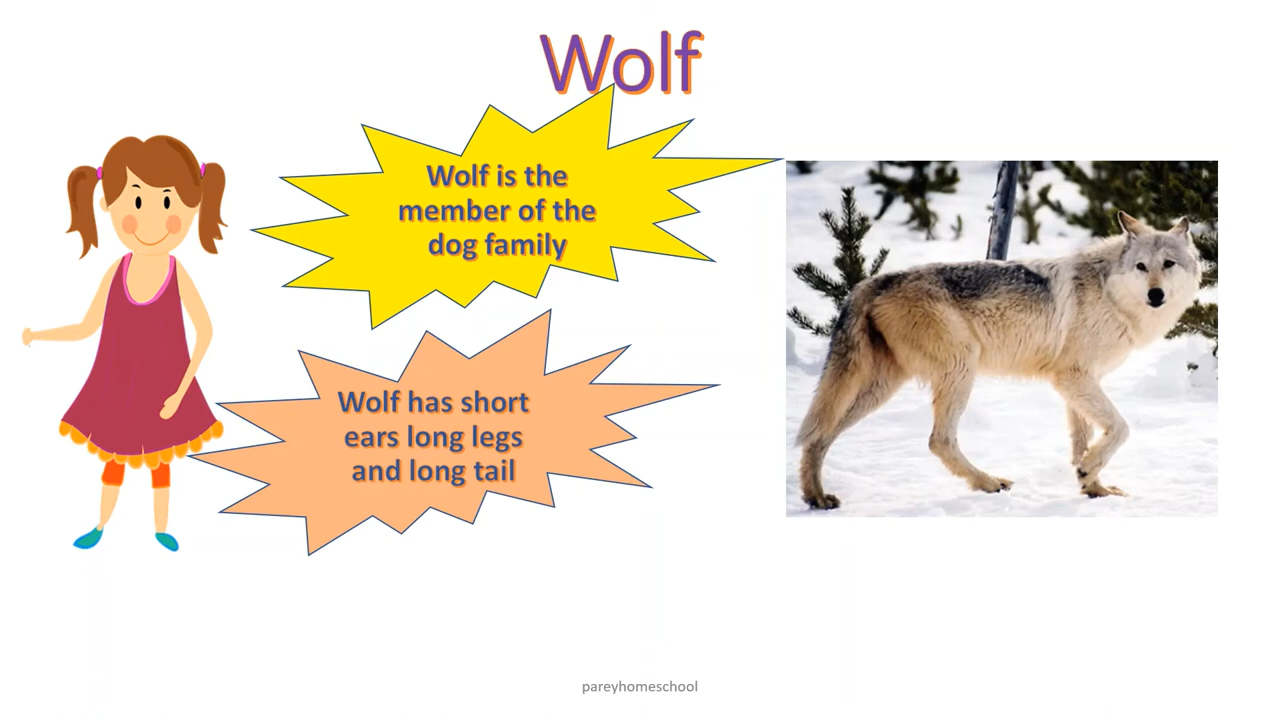 Wolf
Wolf is the
member of the
dog family
Wolf has short
ears long legs
and long tail
pareyhomeschool